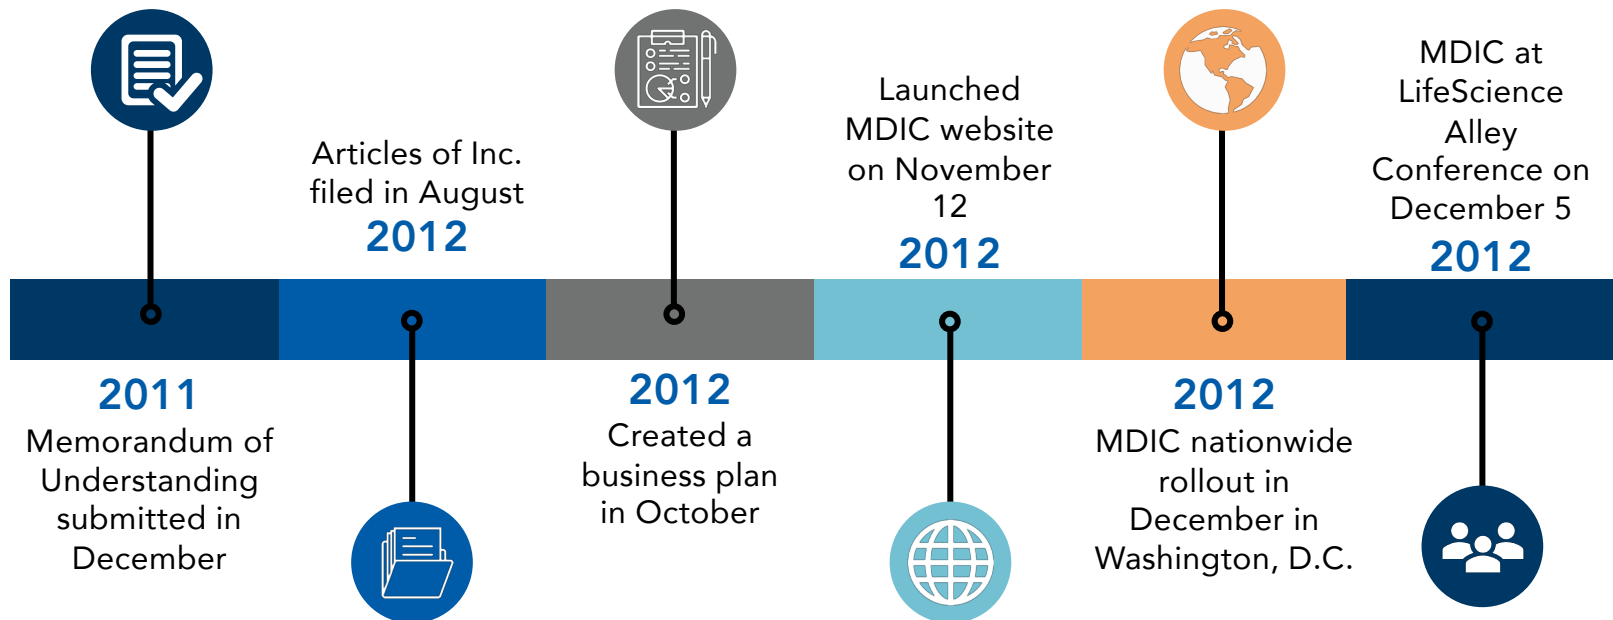 2011
Memorandum of
Understanding
submitted in
December
Articles of Inc.
filed in August
2012
2012
Created a
business plan
in October
Launched
MDIC website
on November
12
2012
2012
MDIC nationwide
rollout in
December in
Washington, D.C.
MDIC at
LifeScience
Alley
Conference on
December 5
2012